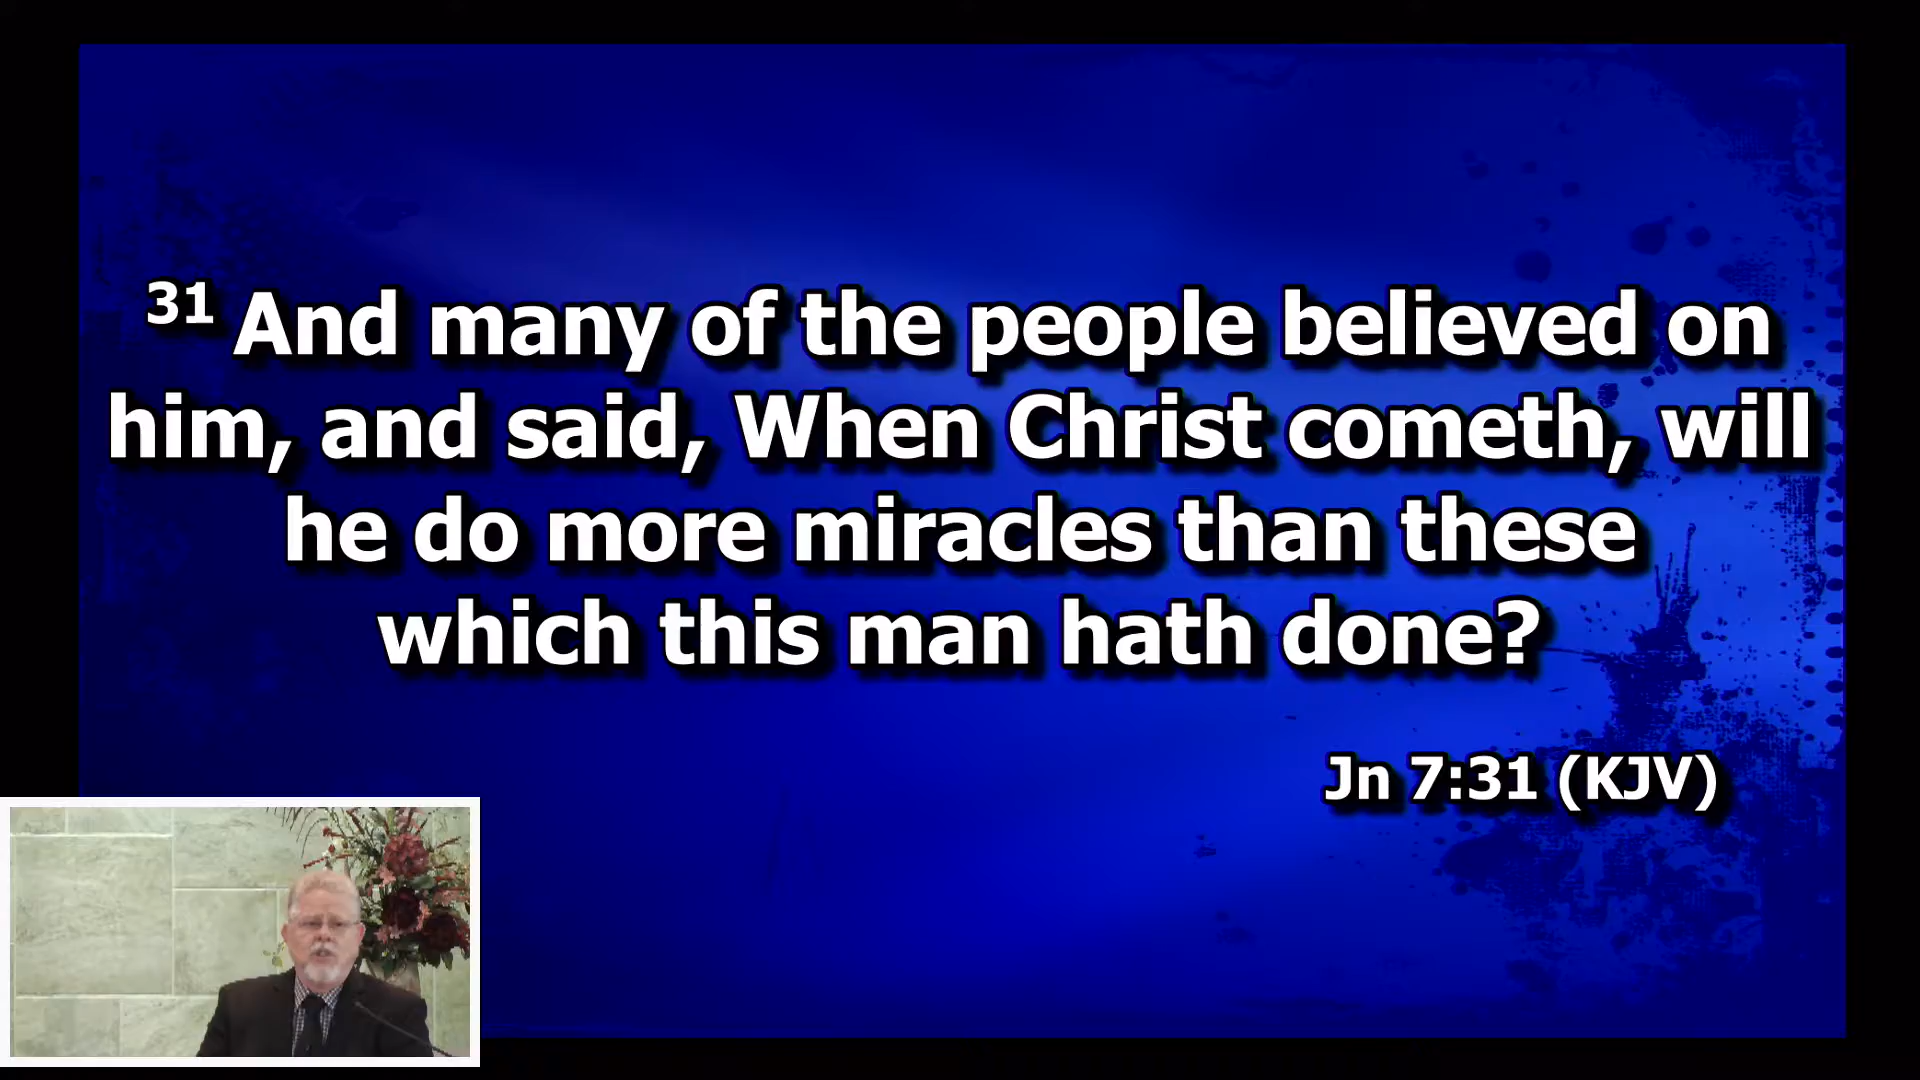 31 And many of the people believed on
him, and said, When Christ cometh, will
he do more miracles than these
which this man hath done?
Jn 7:31 (KJV)